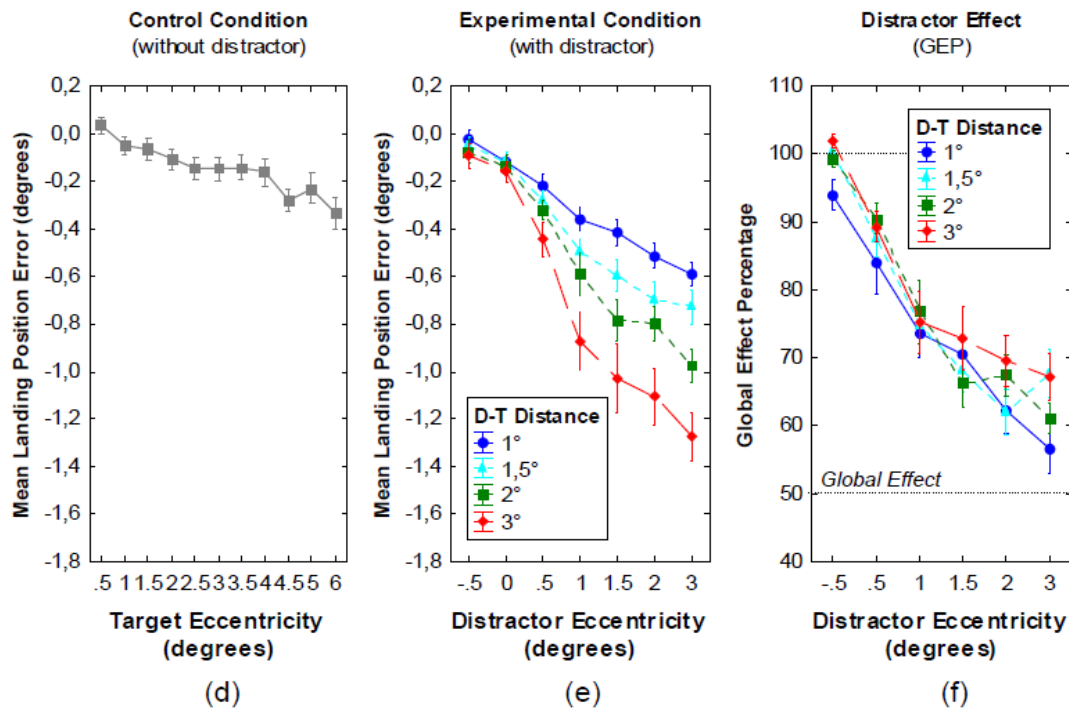 Control Condition
(without distractor)
0,2
0,0
-0,2
-0,4
-0,6
-0,8
-1,0
-1,2
-1,4
-1,6
-1,8
Mean Landing Position Error (degrees)
.5 1 1.5 2 2.5 3 3.5 4 4.5 5 6
Target Eccentricity
(degrees)
(d)
Experimental Condition
(with distractor)
0,2
0,0
-0,2
-0,4
-0,6
-0,8
-1,0
-1,2
-1,4
-1,6
-1,8
Mean Landing Position Error (degrees)
D-T Distance
1°
1,5°
2°
3°
-.5 0 .5 1 1.5 2 3
Distractor Eccentricity
(degrees)
(e)
Distractor Effect
(GEP)
110
100
90
80
70
60
50
40
Global Effect Percentage
D-T Distance
1°
1,5°
2°
3°
Global Effect
-.5 .5 1 1.5 2 3
Distractor Eccentricity
(degrees)
(f)